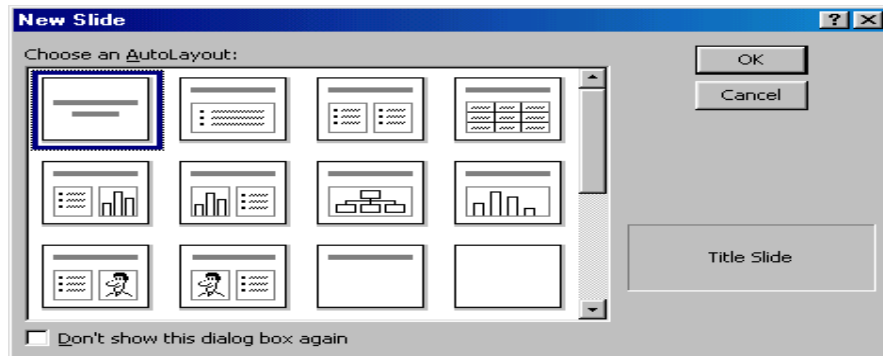 New Slide
Choose an AutoLayout:
OK
Cancel
Title Slide
Don't show this dialog box again